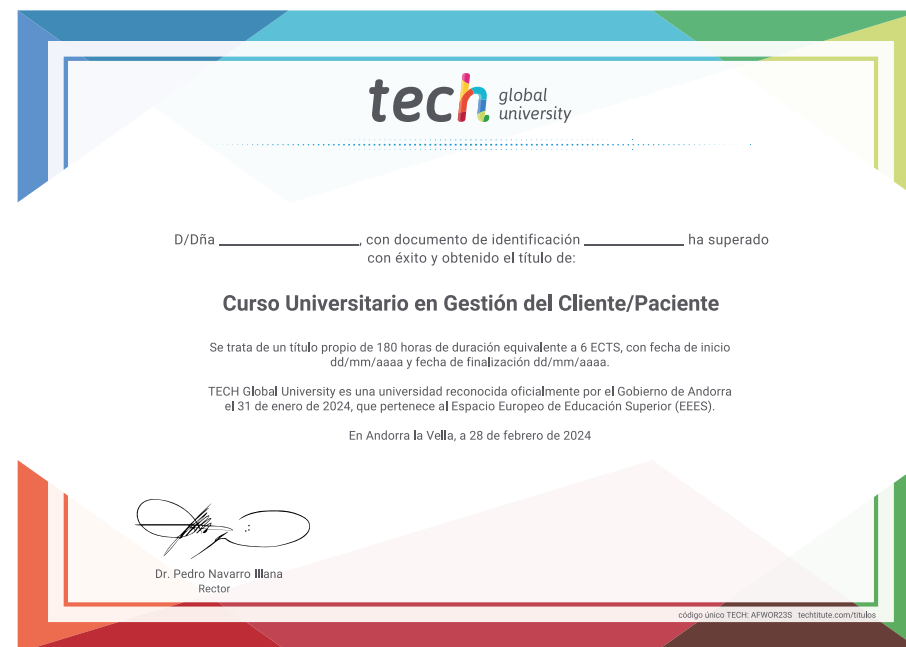 tech global university
D/Dña ____________________, con documento de identificación ______________ ha superado
con éxito y obtenido el título de:
Curso Universitario en Gestión del Cliente/Paciente
Se trata de un título propio de 180 horas de duración equivalente a 6 ECTS, con fecha de inicio
dd/mm/aaaa y fecha de finalización dd/mm/aaaa.
TECH Global University es una universidad reconocida oficialmente por el Gobierno de Andorra
el 31 de enero de 2024, que pertenece al Espacio Europeo de Educación Superior (EEES).
En Andorra la Vella, a 28 de febrero de 2024
Dr. Pedro Navarro Illana
Rector
código único TECH: AFWOR23S techtitute.com/titulos